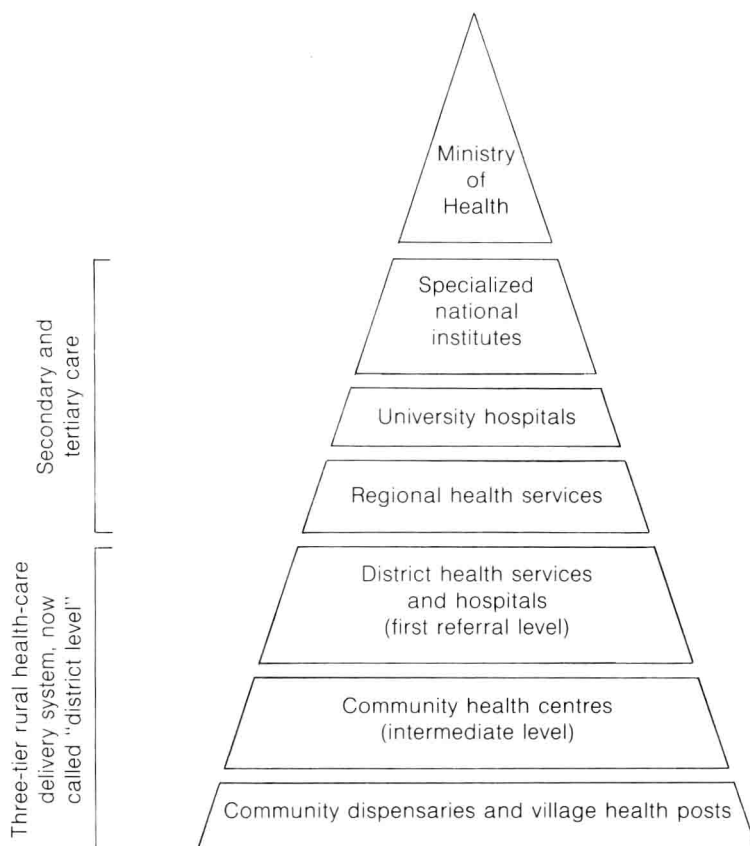 Ministry
of
Health
Secondary and
tertiary care
Specialized
national
institutes
University hospitals
Regional health services
Three-tier rural health-care
delivery system, now
called "district level"
District health services
and hospitals
(first referral level)
Community health centres
(intermediate level)
Community dispensaries and village health posts